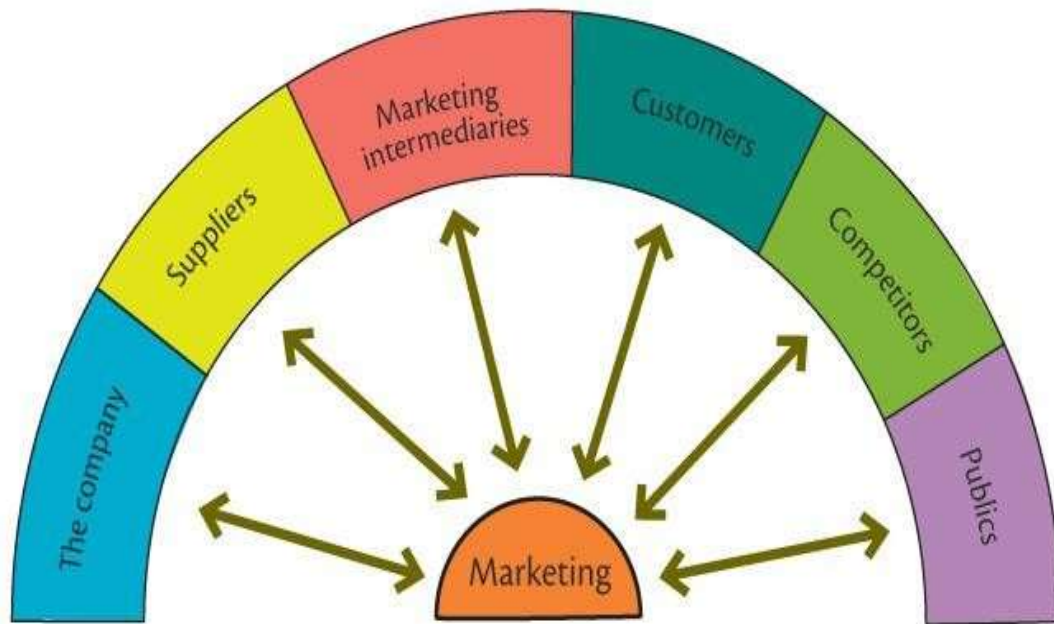 The company
Suppliers
Marketing
intermediaries
Customers
Competitors
Publics
Marketing